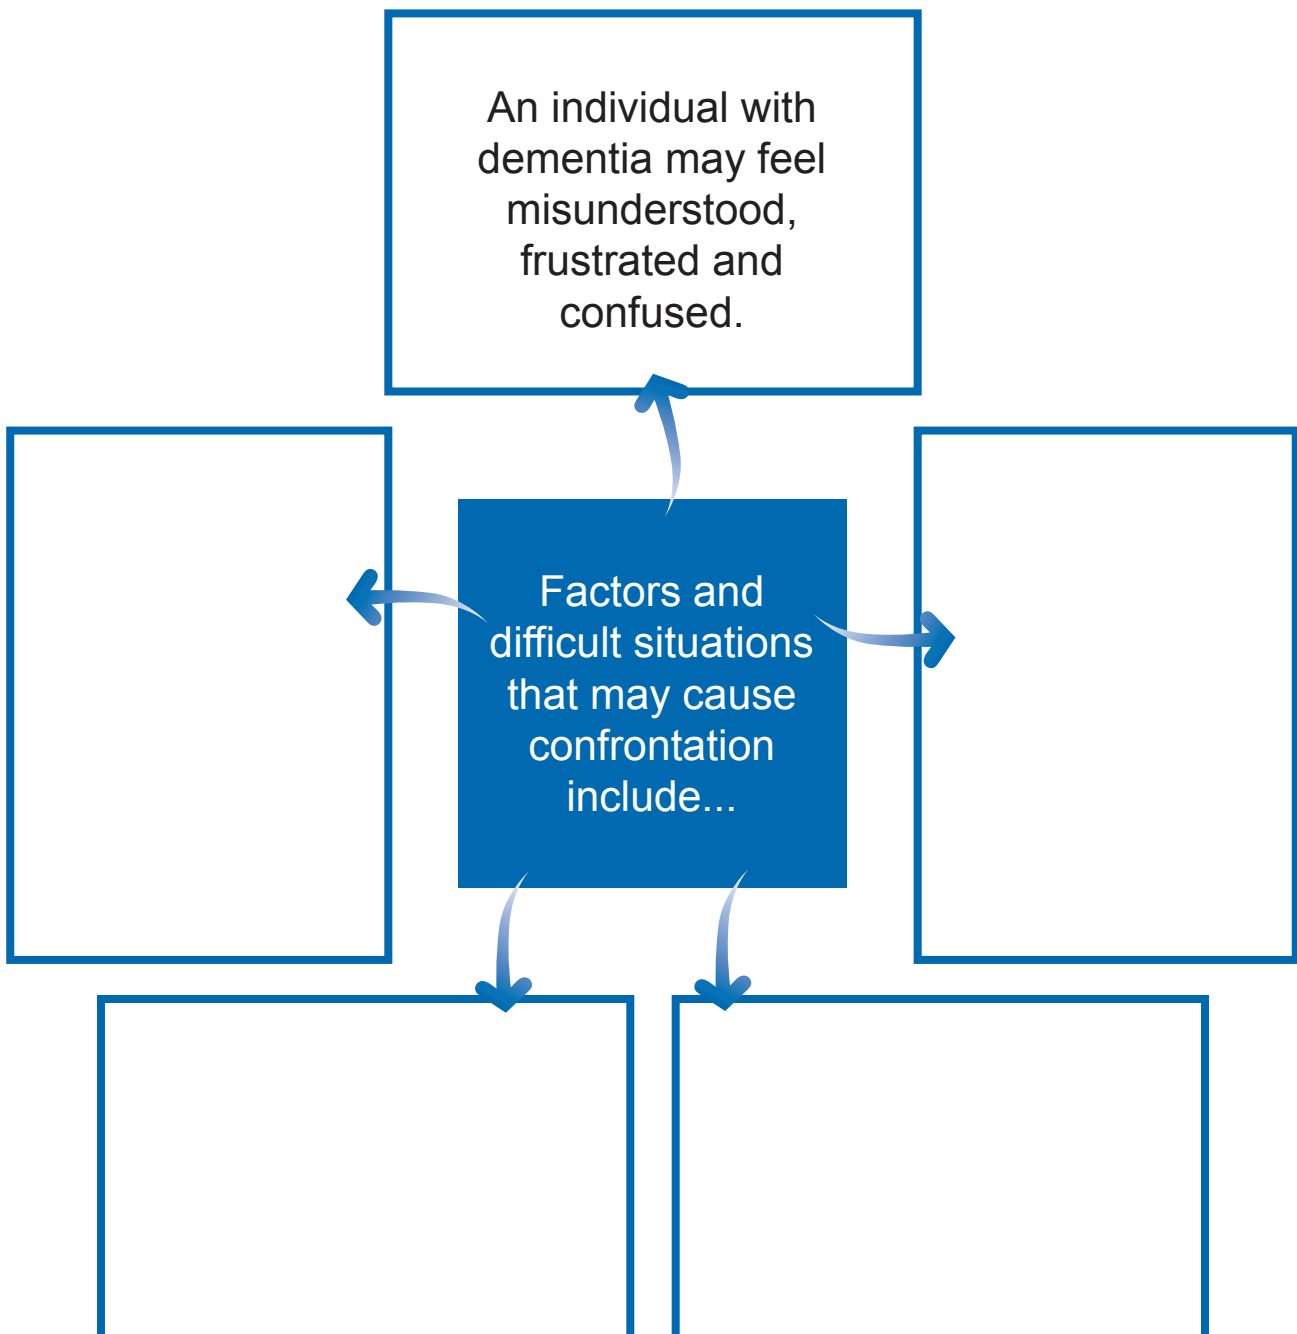 An individual with
dementia may feel
misunderstood,
frustrated and
confused.
Factors and
difficult situations
that may cause
confrontation
include...